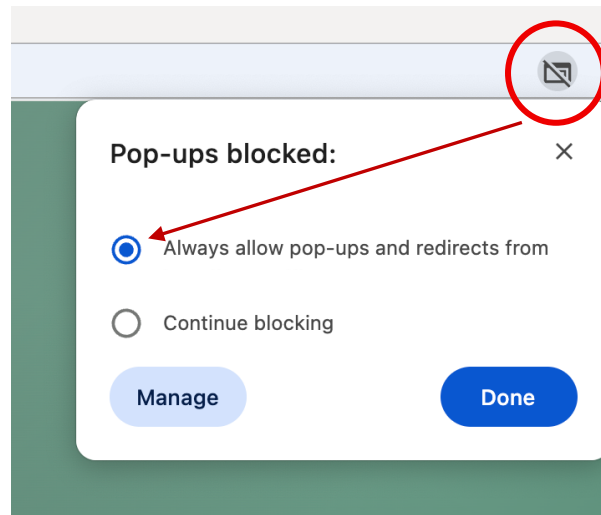 Pop-ups blocked:
Always allow pop-ups and redirects from
Continue blocking
Manage
Done